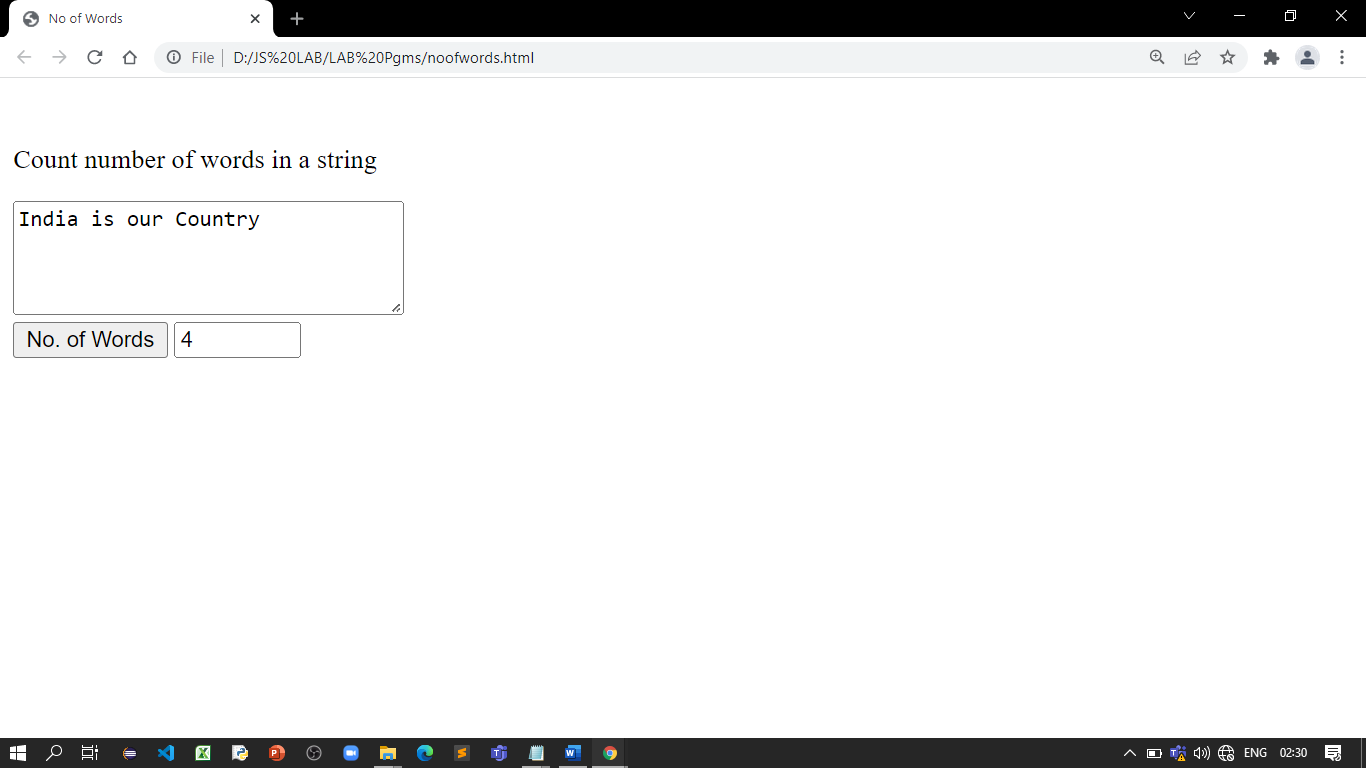 No of Words
File D:/JS%20LAB/LAB%20Pgms/noofwords.html
Count number of words in a string
India is our Country
No. of Words 4
ENG 02:30